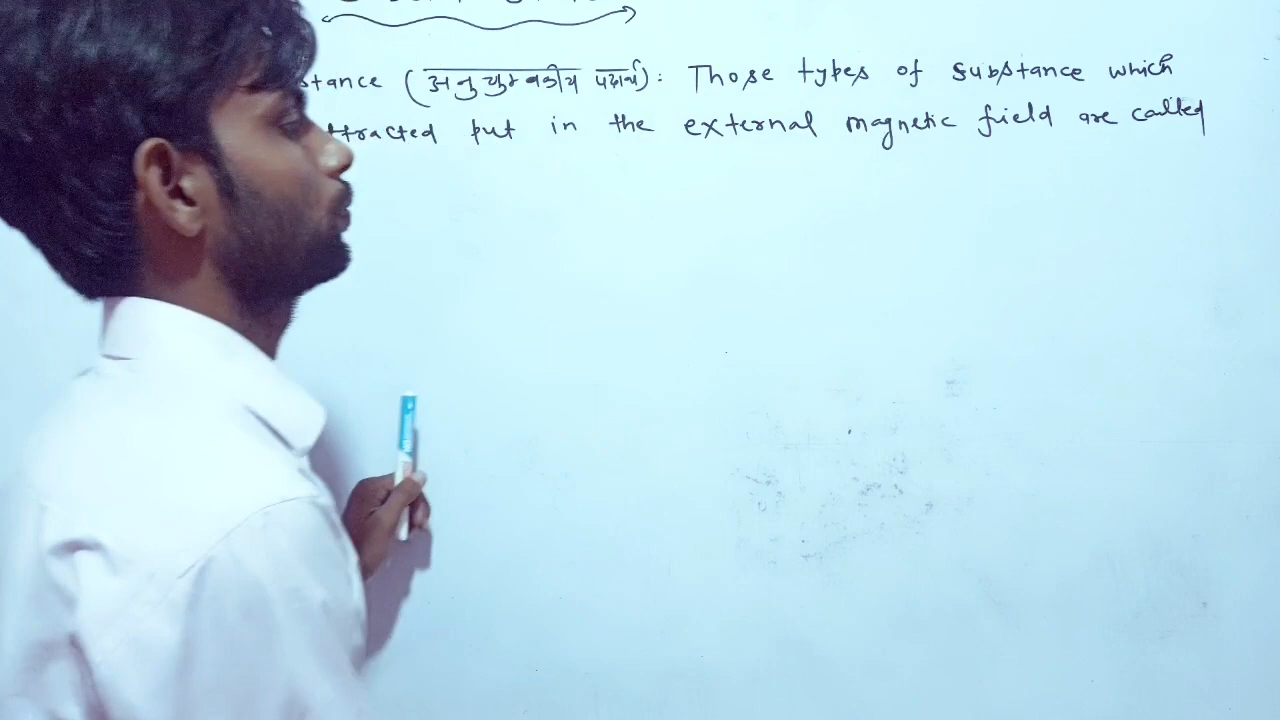 stance (अनुचुम्बकीय पदार्थ): Those types of substance which
ttracted put in the external magnetic field are called